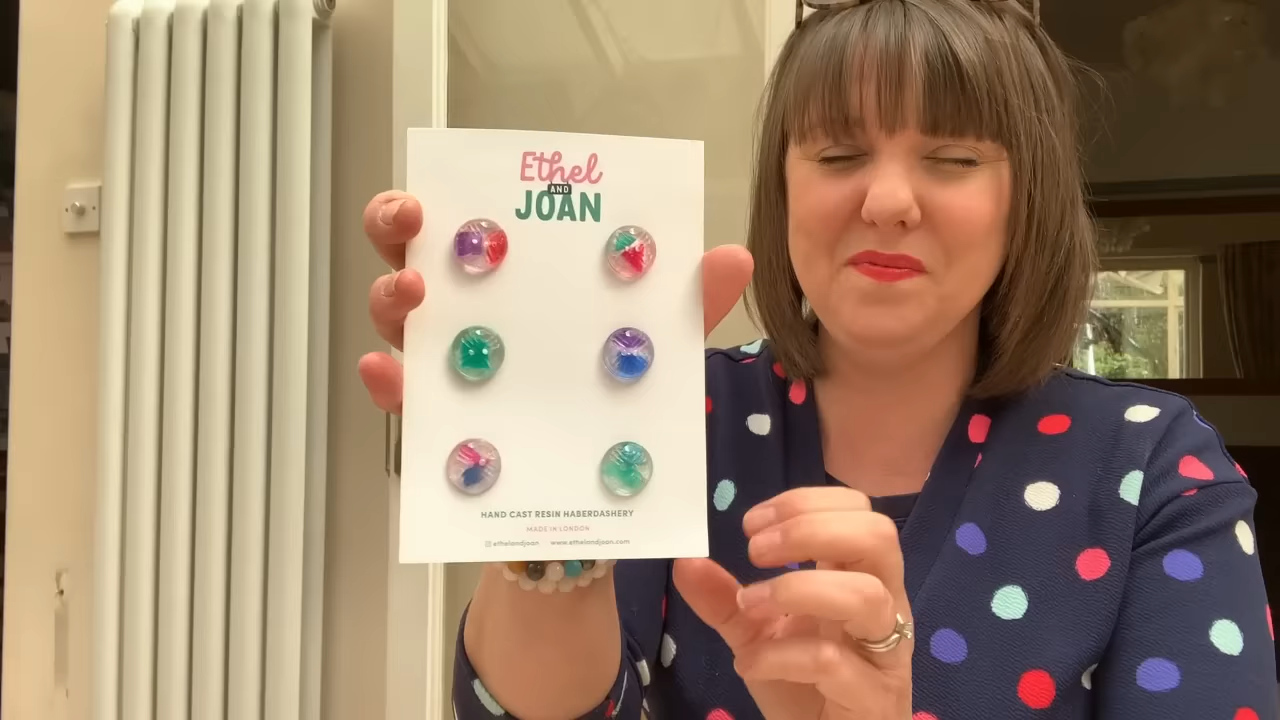 Ethel
AND
JOAN
HAND CAST RESIN HABERDASHERY
MADE IN LONDON
ethelandjoan www.ethelandjoan.com